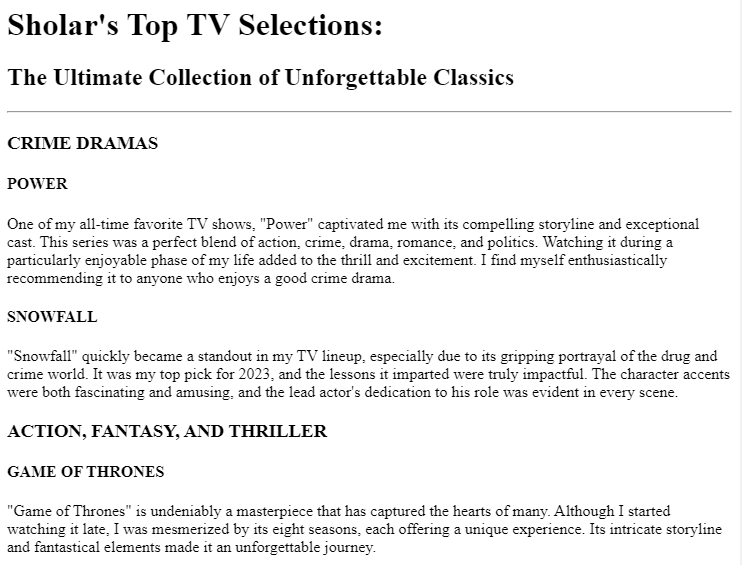 Sholar's Top TV Selections:
The Ultimate Collection of Unforgettable Classics
CRIME DRAMAS
POWER
One of my all-time favorite TV shows, "Power" captivated me with its compelling storyline and exceptional
cast. This series was a perfect blend of action, crime, drama, romance, and politics. Watching it during a
particularly enjoyable phase of my life added to the thrill and excitement. I find myself enthusiastically
recommending it to anyone who enjoys a good crime drama.
SNOWFALL
"Snowfall" quickly became a standout in my TV lineup, especially due to its gripping portrayal of the drug and
crime world. It was my top pick for 2023, and the lessons it imparted were truly impactful. The character accents
were both fascinating and amusing, and the lead actor's dedication to his role was evident in every scene.
ACTION, FANTASY, AND THRILLER
GAME OF THRONES
"Game of Thrones" is undeniably a masterpiece that has captured the hearts of many. Although I started
watching it late, I was mesmerized by its eight seasons, each offering a unique experience. Its intricate storyline
and fantastical elements made it an unforgettable journey.